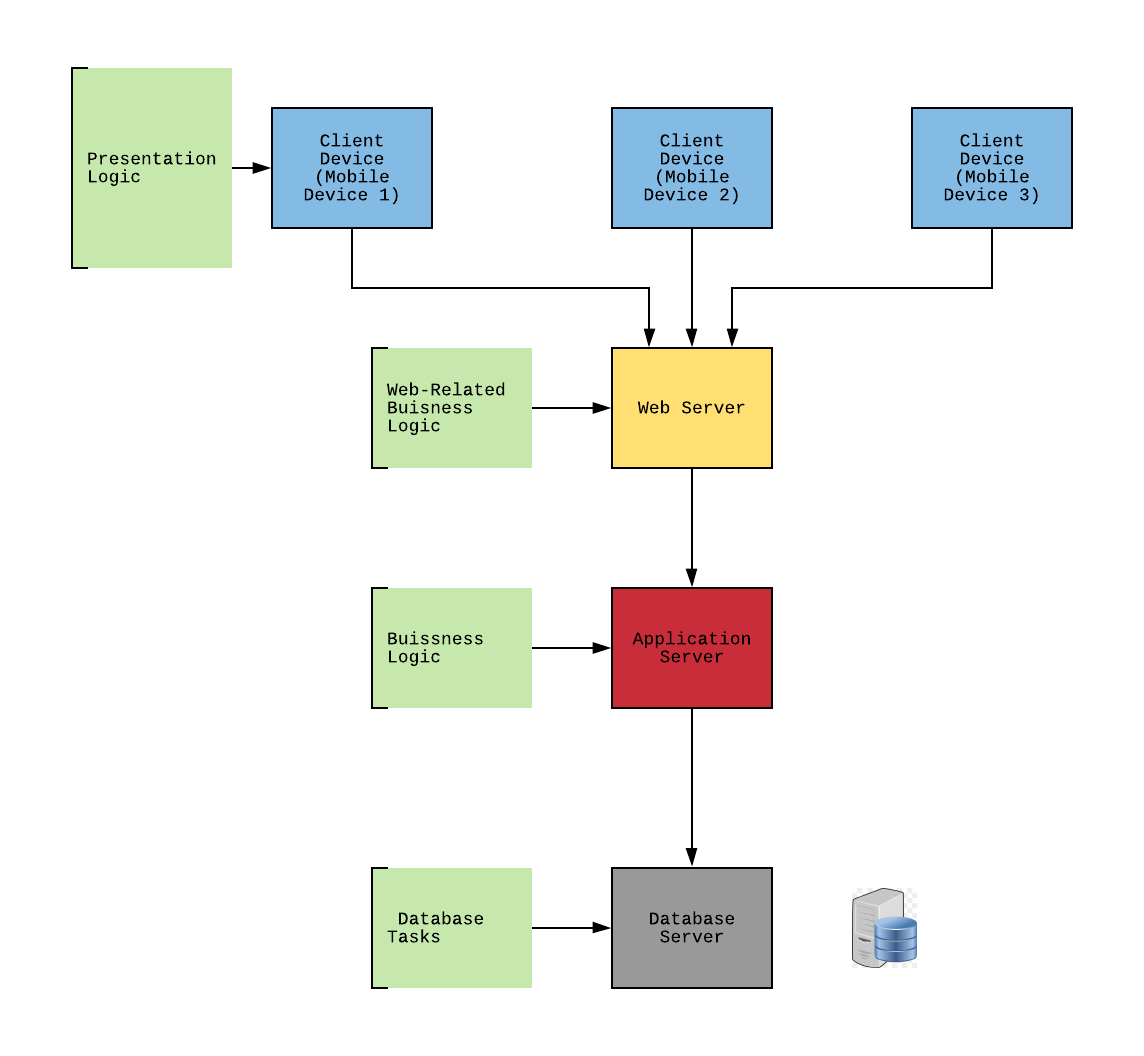 Presentation
Logic
Client
Device
(Mobile
Device 1)
Client
Device
(Mobile
Device 2)
Client
Device
(Mobile
Device 3)
Web-Related
Buisness
Logic
Web Server
Buissness
Logic
Application
Server
Database
Tasks
Database
Server